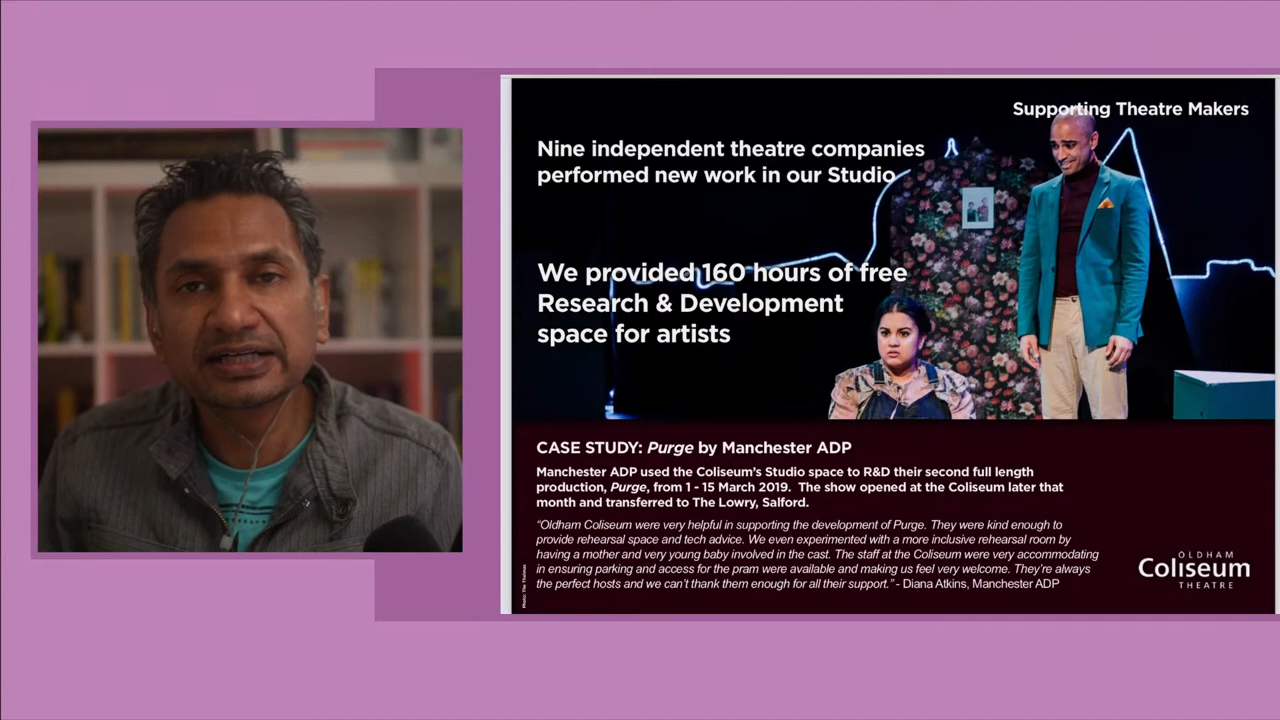 Supporting Theatre Makers
Nine independent theatre companies
performed new work in our Studio
We provided 160 hours of free
Research & Development
space for artists
CASE STUDY: Purge by Manchester ADP
Manchester ADP used the Coliseum's Studio space to R&D their second full length
production, Purge, from 1 - 15 March 2019. The show opened at the Coliseum later that
month and transferred to The Lowry, Salford.
"Oldham Coliseum were very helpful in supporting the development of Purge. They were kind enough to
provide rehearsal space and tech advice. We even experimented with a more inclusive rehearsal room by
having a mother and very young baby involved in the cast. The staff at the Coliseum were very accommodating
in ensuring parking and access for the pram were available and making us feel very welcome. They're always
the perfect hosts and we can't thank them enough for all their support." - Diana Atkins, Manchester ADP
OLDHAM
Coliseum
THEATRE
Photo: The Thelmas